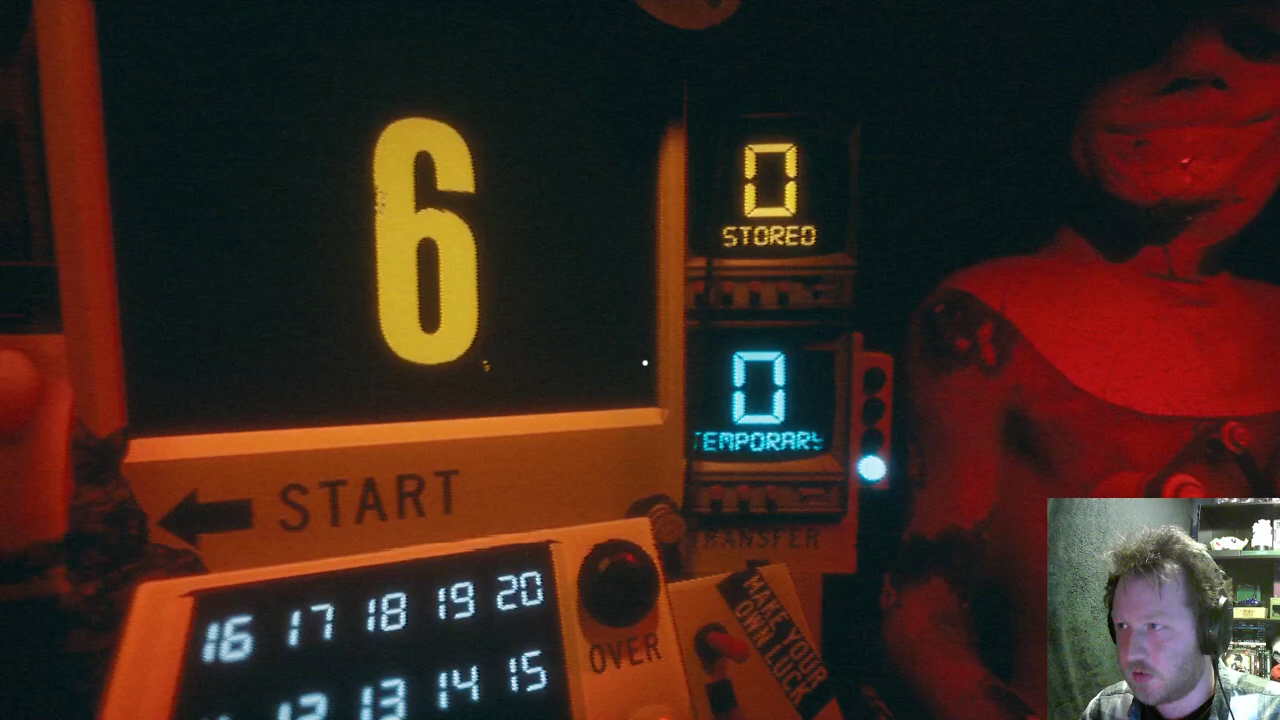 6
0
STORED
0
TEMPORARY
TRANSFER
← START
16 17 18 19 20
12 13 14 15
OVER
MAKE YOUR
OWN LUCK